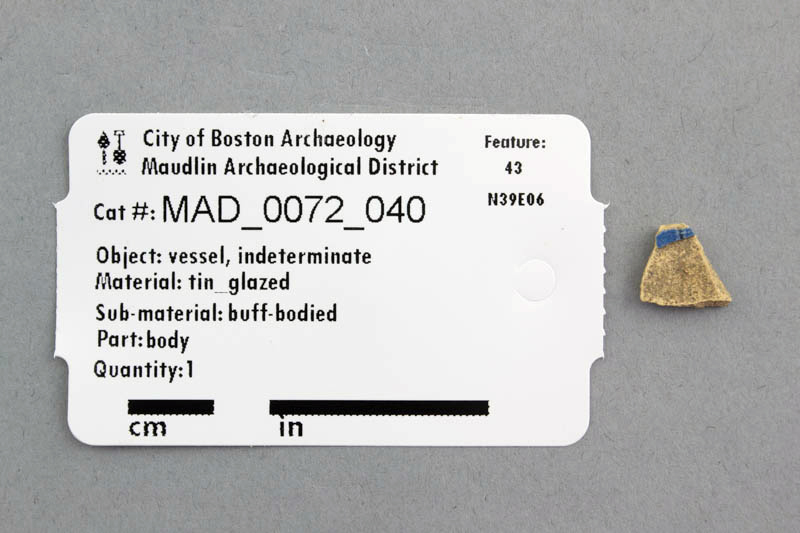 City of Boston Archaeology
Maudlin Archaeological District
Feature:
43
N39E06
Cat #: MAD_0072_040
Object: vessel, indeterminate
Material: tin_glazed
Sub-material: buff-bodied
Part: body
Quantity: 1
cm
in